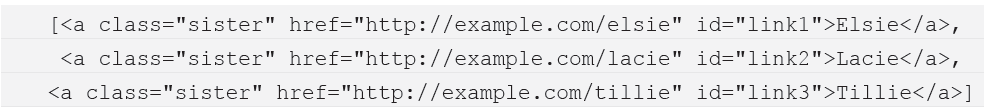 [<a class="sister" href="http://example.com/elsie" id="link1">Elsie</a>,
<a class="sister" href="http://example.com/lacie" id="link2">Lacie</a>,
<a class="sister" href="http://example.com/tillie" id="link3">Tillie</a>]